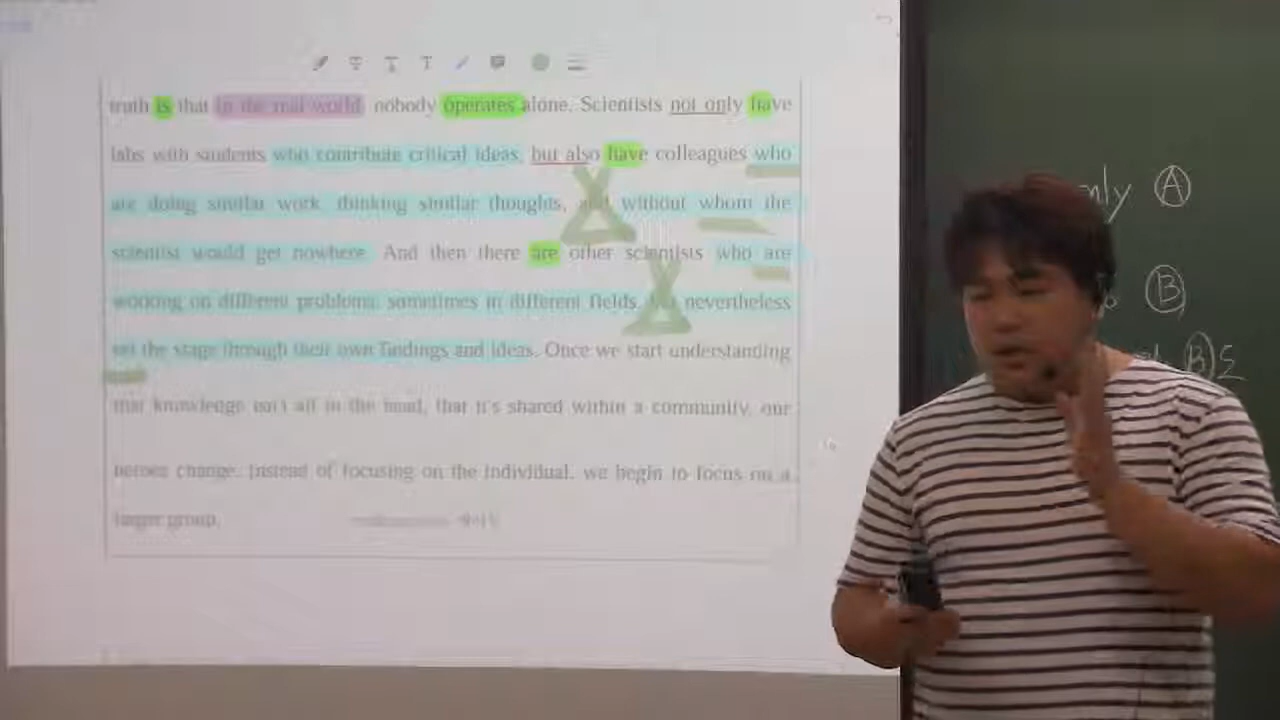 truth is that in the real world, nobody operates alone. Scientists not only have
labs with students who contribute critical ideas, but also have colleagues who
are doing similar work, thinking similar thoughts, and without whom the
scientist would get nowhere. And then there are other scientists who are
working on different problems, sometimes in different fields, but nevertheless
set the stage through their own findings and ideas. Once we start understanding
that knowledge isn't all in the head, that it's shared within a community, our
heroes change. Instead of focusing on the individual, we begin to focus on a
larger group.
only Ⓐ
Ⓑ
Ⓑ